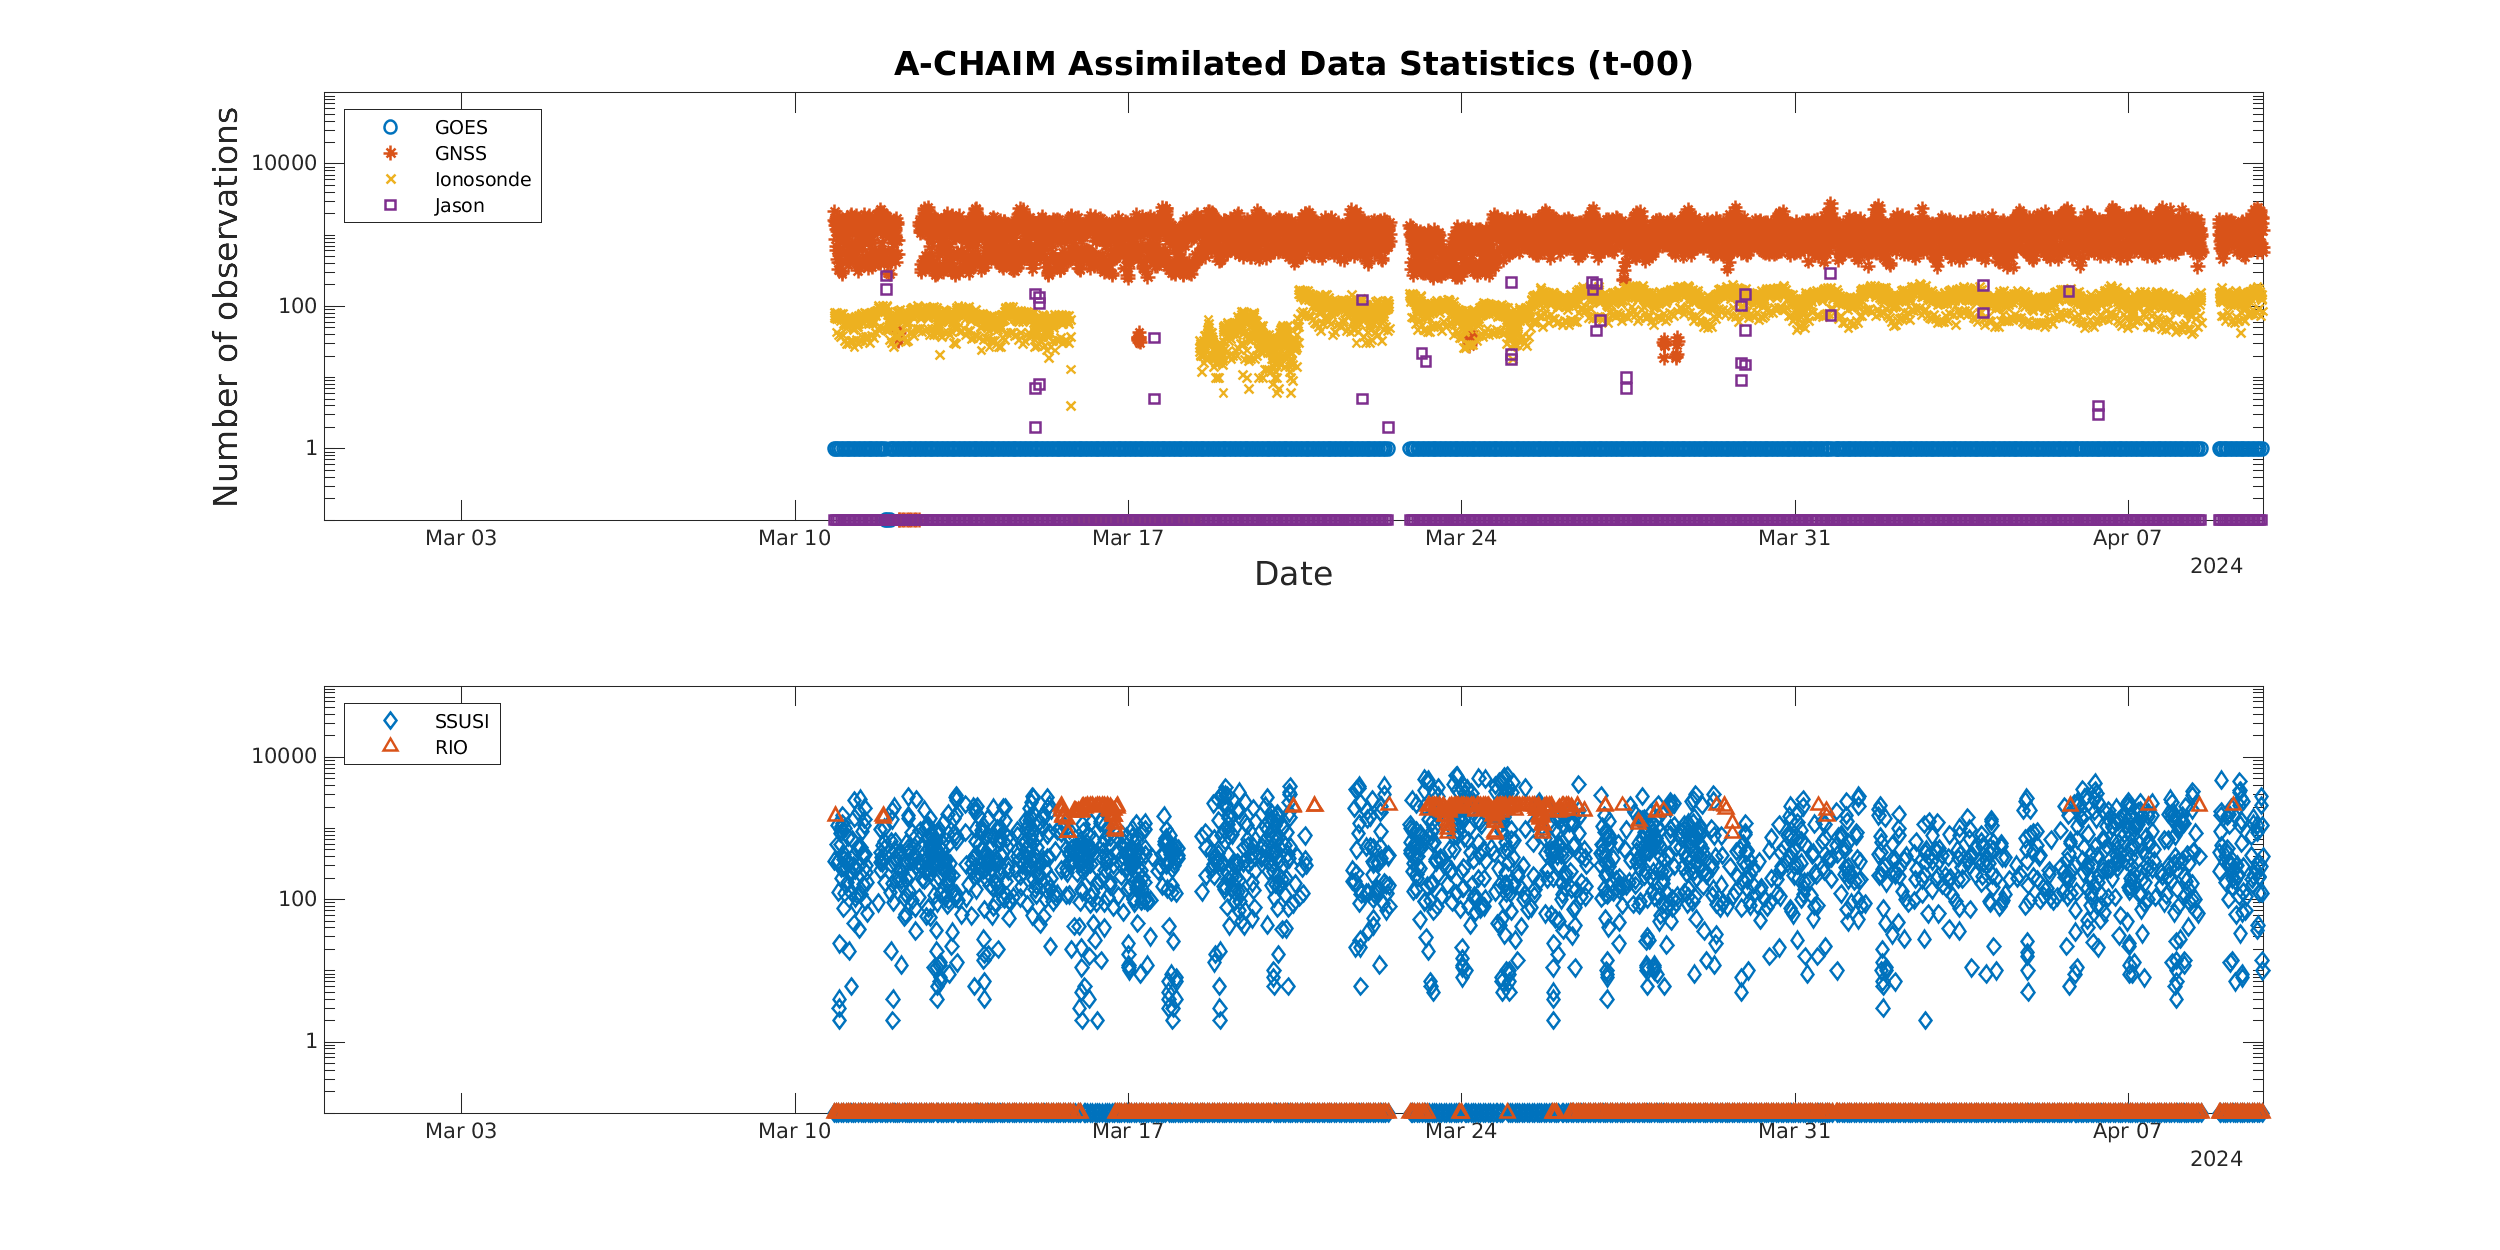 A-CHAIM Assimilated Data Statistics (t-00)
Number of observations
10000
100
1
GOES
GNSS
Ionosonde
Jason
Mar 03 Mar 10 Mar 17 Mar 24 Mar 31 Apr 07
2024
Date
10000
100
1
SSUSI
RIO
Mar 03 Mar 10 Mar 17 Mar 24 Mar 31 Apr 07
2024